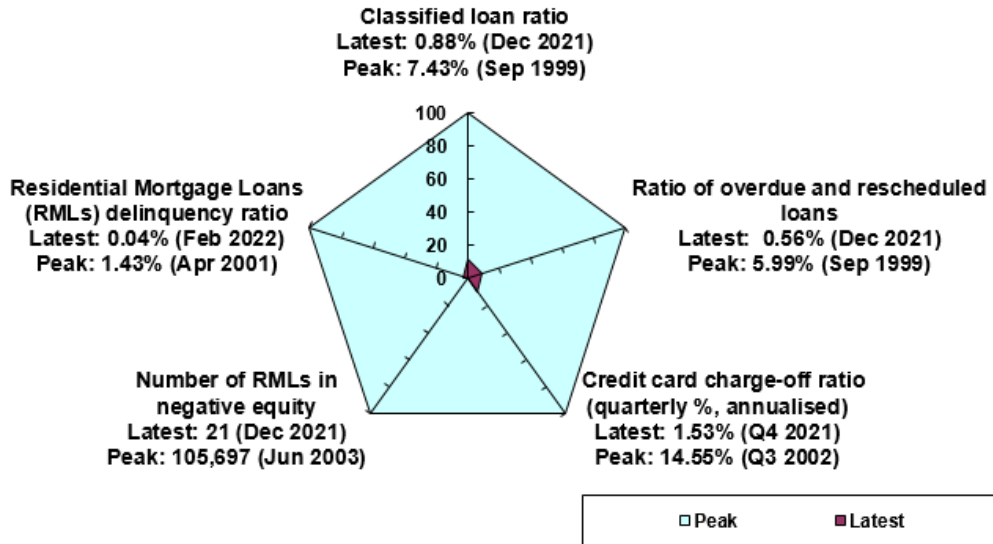 Classified loan ratio
Latest: 0.88% (Dec 2021)
Peak: 7.43% (Sep 1999)
100
80
60
40
20
0
Residential Mortgage Loans
(RMLs) delinquency ratio
Latest: 0.04% (Feb 2022)
Peak: 1.43% (Apr 2001)
Ratio of overdue and rescheduled
loans
Latest: 0.56% (Dec 2021)
Peak: 5.99% (Sep 1999)
Number of RMLs in
negative equity
Latest: 21 (Dec 2021)
Peak: 105,697 (Jun 2003)
Credit card charge-off ratio
(quarterly %, annualised)
Latest: 1.53% (Q4 2021)
Peak: 14.55% (Q3 2002)
Peak Latest